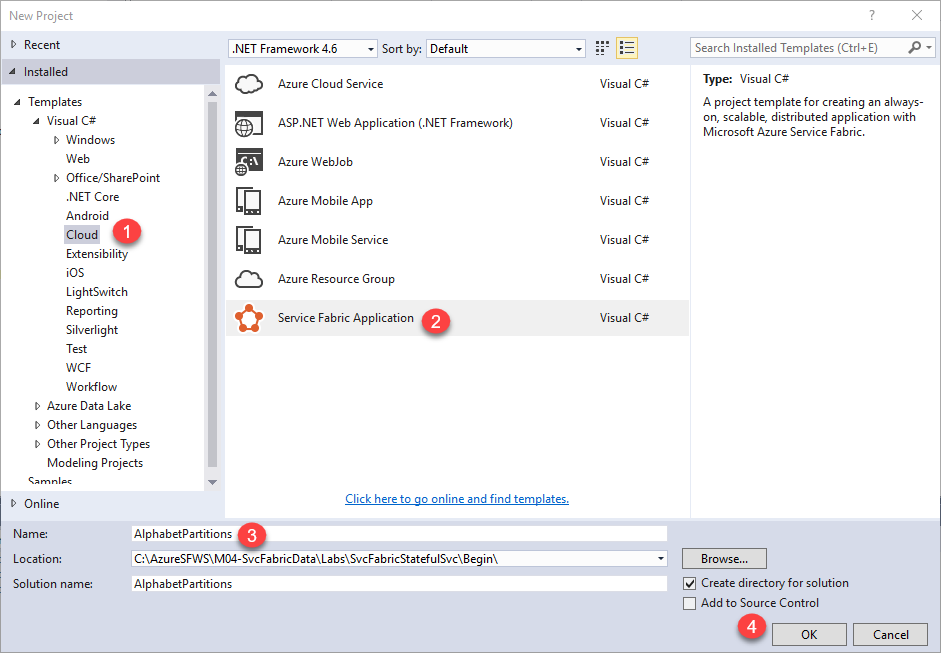 New Project
Recent
.NET Framework 4.6
Sort by:
Default
Search Installed Templates (Ctrl+E)
Installed
Templates
Visual C#
Windows
Web
Office/SharePoint
.NET Core
Android
Cloud
1
Extensibility
iOS
LightSwitch
Reporting
Silverlight
Test
WCF
Workflow
Azure Data Lake
Other Languages
Other Project Types
Modeling Projects
Samples
Online
Azure Cloud Service Visual C#
ASP.NET Web Application (.NET Framework) Visual C#
Azure WebJob Visual C#
Azure Mobile App Visual C#
Azure Mobile Service Visual C#
Azure Resource Group Visual C#
Service Fabric Application 2 Visual C#
Click here to go online and find templates.
Type: Visual C#
A project template for creating an always-
on, scalable, distributed application with
Microsoft Azure Service Fabric.
Name: AlphabetPartitions 3
Location: C:\AzureSFWS\M04-SvcFabricData\Labs\SvcFabricStatefulSvc\Begin\
Browse...
Solution name: AlphabetPartitions
Create directory for solution
Add to Source Control
4
OK
Cancel